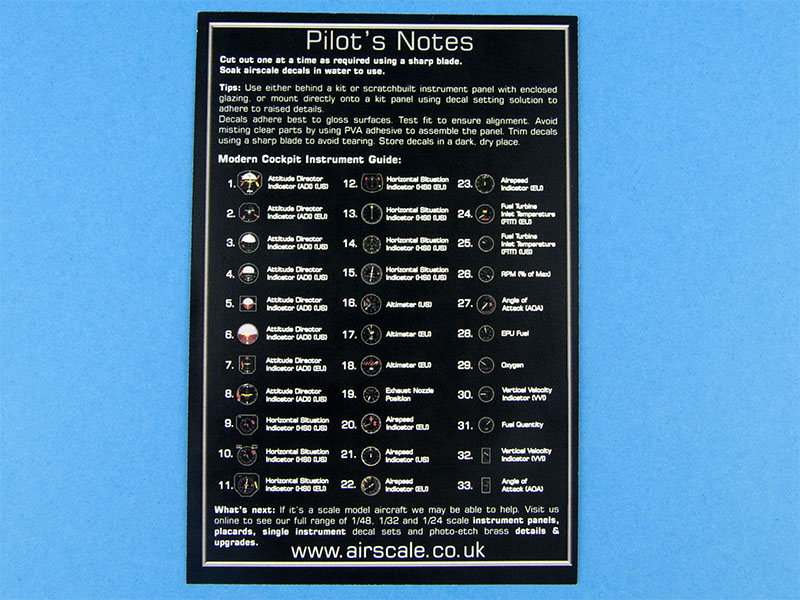 Pilot's Notes
Cut out one at a time as required using a sharp blade.
Soak airscale decals in water to use.
Tips: Use either behind a kit or scratchbuilt instrument panel with enclosed
glazing, or mount directly onto a kit panel using decal setting solution to
adhere to raised details.
Decals adhere best to gloss surfaces. Test fit to ensure alignment. Avoid
misting clear parts by using PVA adhesive to assemble the panel. Trim decals
using a sharp blade to avoid tearing. Store decals in a dark, dry place.
Modern Cockpit Instrument Guide:
1. Attitude Director
Indicator (ADI) (US)
2. Attitude Director
Indicator (ADI) (EU)
3. Attitude Director
Indicator (ADI) (US)
4. Attitude Director
Indicator (ADI) (US)
5. Attitude Director
Indicator (ADI) (US)
6. Attitude Director
Indicator (ADI) (US)
7. Attitude Director
Indicator (ADI) (EU)
8. Attitude Director
Indicator (ADI) (US)
9. Horizontal Situation
Indicator (HSI) (US)
10. Horizontal Situation
Indicator (HSI) (US)
11. Horizontal Situation
Indicator (HSI) (EU)
12. Horizontal Situation
Indicator (HSI) (EU)
13. Horizontal Situation
Indicator (HSI) (US)
14. Horizontal Situation
Indicator (HSI) (US)
15. Horizontal Situation
Indicator (HSI) (US)
16. Altimeter (US)
17. Altimeter (EU)
18. Altimeter (EU)
19. Exhaust Nozzle
Position
20. Airspeed
Indicator (EU)
21. Airspeed
Indicator (US)
22. Airspeed
Indicator (EU)
23. Airspeed
Indicator (EU)
24. Fuel Turbine
Inlet Temperature
(FTIT) (EU)
25. Fuel Turbine
Inlet Temperature
(FTIT) (US)
26. RPM (% of Max)
27. Angle of
Attack (AOA)
28. EPU Fuel
29. Oxygen
30. Vertical Velocity
Indicator (VVI)
31. Fuel Quantity
32. Vertical Velocity
Indicator (VVI)
33. Angle of
Attack (AOA)
What's next: If it's a scale model aircraft we may be able to help. Visit us
online to see our full range of 1/48, 1/32 and 1/24 scale instrument panels,
placards, single instrument decal sets and photo-etch brass details &
upgrades.
www.airscale.co.uk